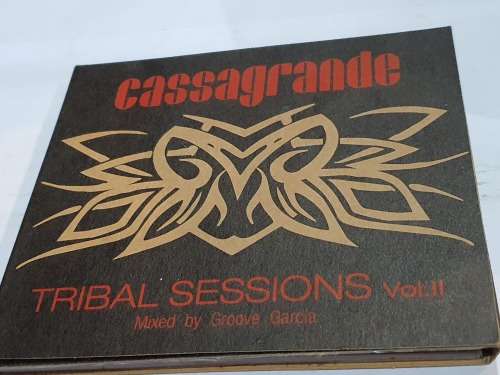 cassagrande
TRIBAL SESSIONS Vol.II
Mixed by Groove Garcia